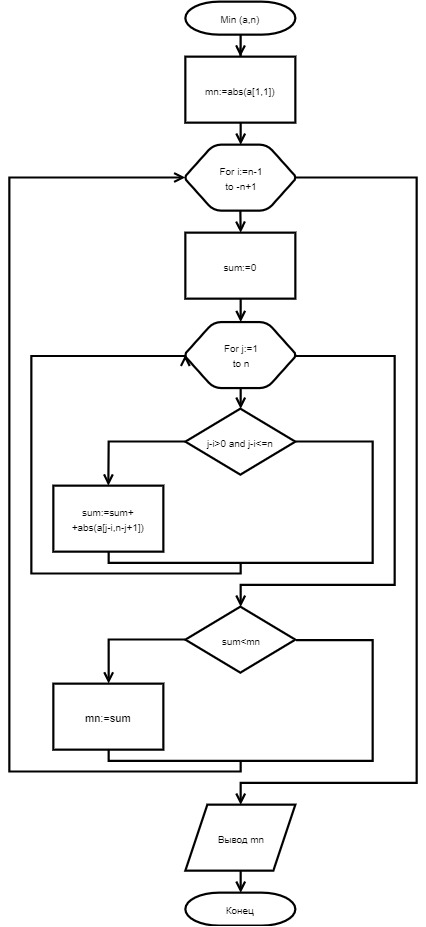 Min (a,n)
mn:=abs(a[1,1])
For i:=n-1
to -n+1
sum:=0
For j:=1
to n
j-i>0 and j-i<=n
sum:=sum+
+abs(a[j-i,n-j+1])
sum<mn
mn:=sum
Вывод mn
Конец